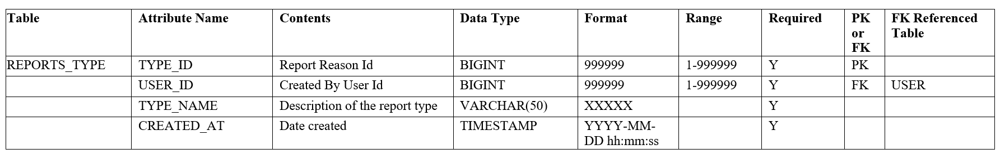 Table Attribute Name Contents Data Type Format Range Required PK or FK FK Referenced Table
REPORTS_TYPE TYPE_ID Report Reason Id BIGINT 999999 1-999999 Y PK
USER_ID Created By User Id BIGINT 999999 1-999999 Y FK USER
TYPE_NAME Description of the report type VARCHAR(50) XXXXX Y
CREATED_AT Date created TIMESTAMP YYYY-MM-DD hh:mm:ss Y